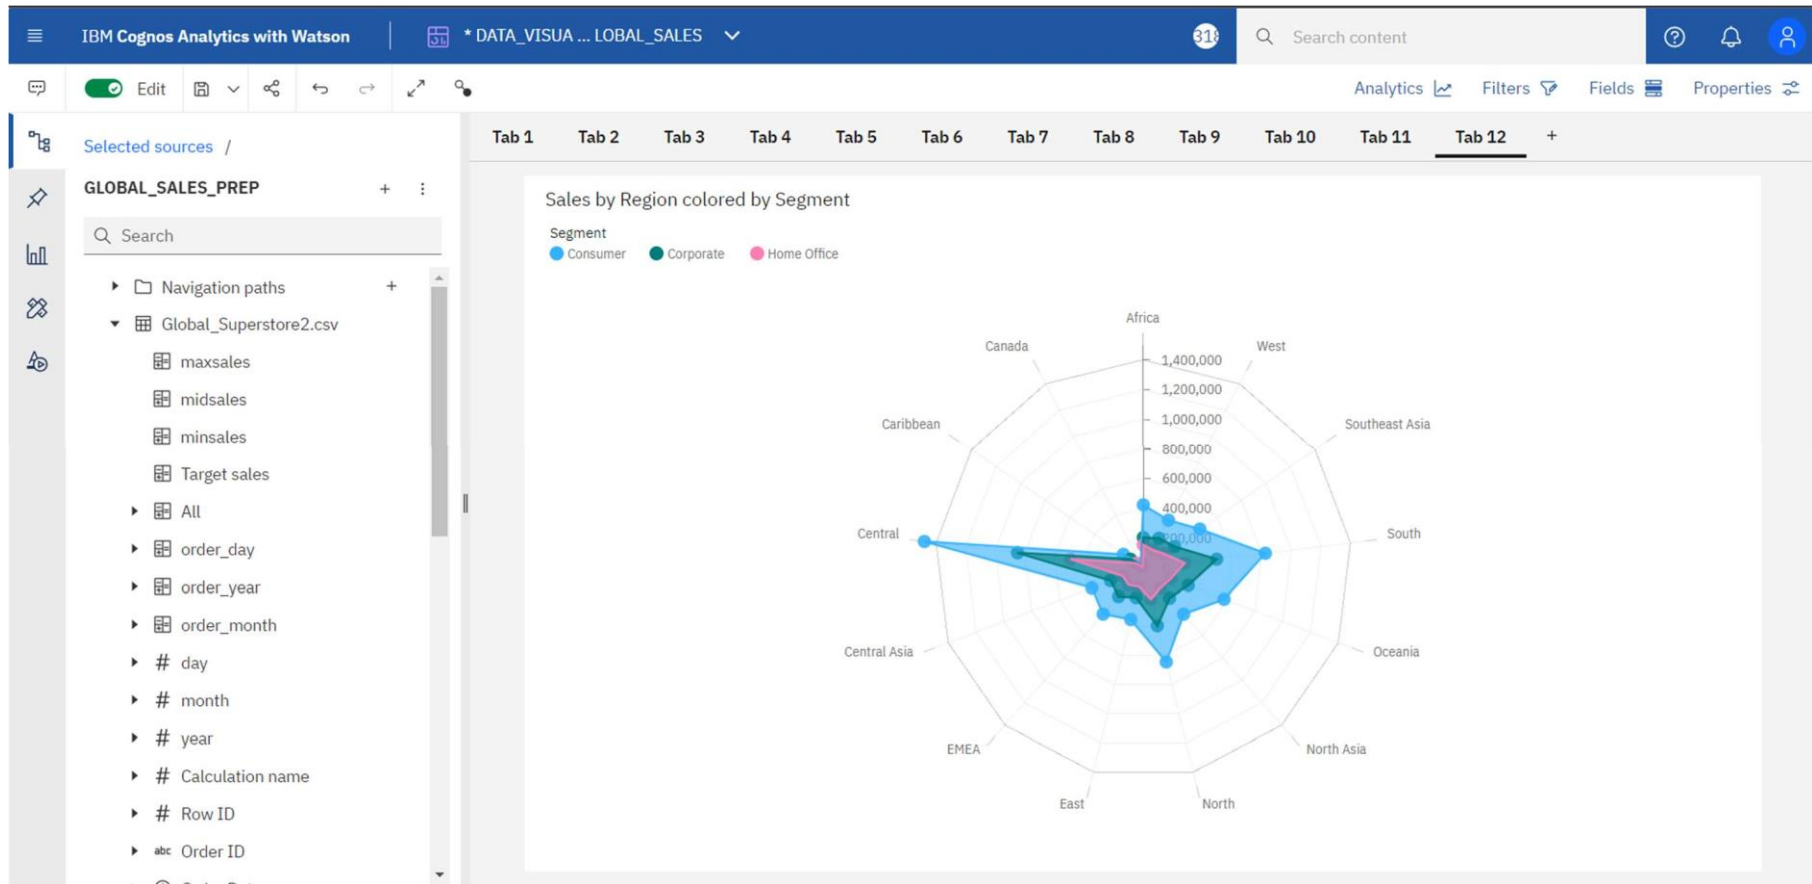 IBM Cognos Analytics with Watson
* DATA_VISUA ... LOBAL_SALES
Search content
Edit
Analytics
Filters
Fields
Properties
Selected sources /
GLOBAL_SALES_PREP
Search
Navigation paths
Global_Superstore2.csv
maxsales
midsales
minsales
Target sales
All
order_day
order_year
order_month
# day
# month
# year
# Calculation name
# Row ID
abc Order ID
Tab 1 Tab 2 Tab 3 Tab 4 Tab 5 Tab 6 Tab 7 Tab 8 Tab 9 Tab 10 Tab 11 Tab 12 +
Sales by Region colored by Segment
Segment
Consumer Corporate Home Office
Africa
Canada
West
1,400,000
1,200,000
1,000,000
Caribbean
Southeast Asia
800,000
600,000
400,000
Central
South
200,000
Central Asia
Oceania
EMEA
North Asia
East
North